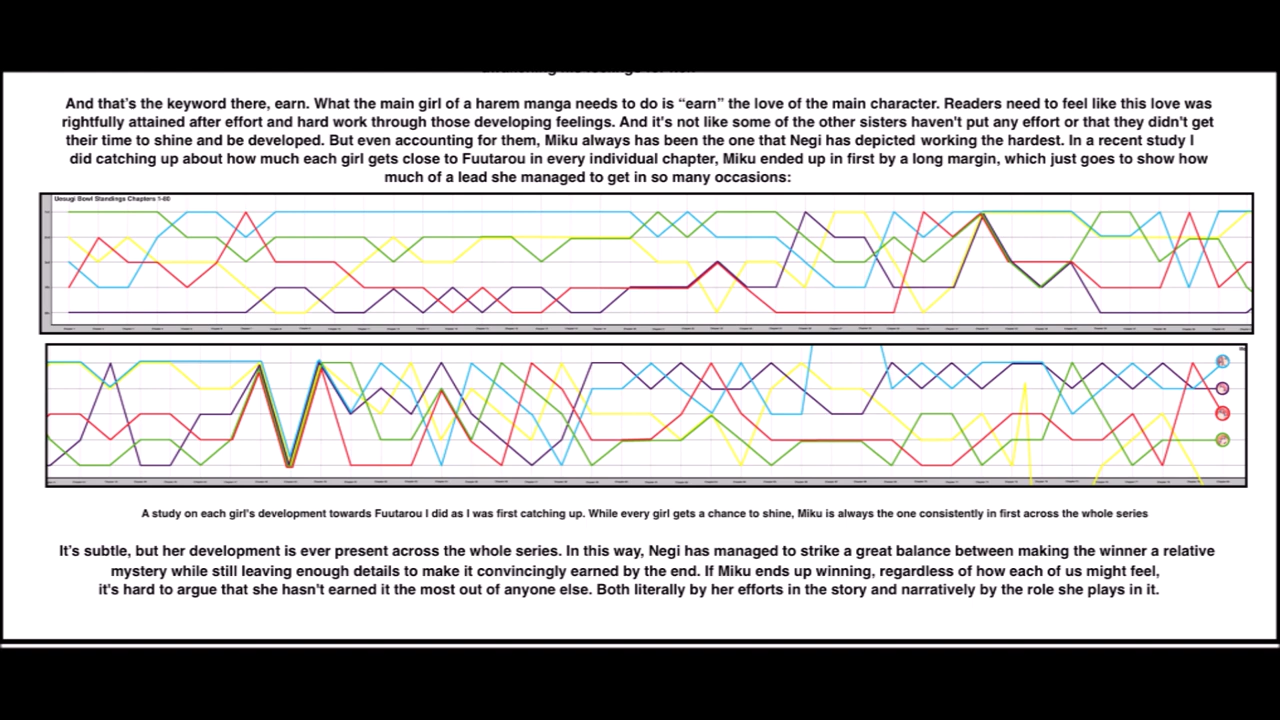 And that's the keyword there, earn. What the main girl of a harem manga needs to do is “earn” the love of the main character. Readers need to feel like this love was
rightfully attained after effort and hard work through those developing feelings. And it's not like some of the other sisters haven't put any effort or that they didn't get
their time to shine and be developed. But even accounting for them, Miku always has been the one that Negi has depicted working the hardest. In a recent study I
did catching up about how much each girl gets close to Fuutarou in every individual chapter, Miku ended up in first by a long margin, which just goes to show how
much of a lead she managed to get in so many occasions:
Uesugi Bowl Standings Chapters 1-80
A study on each girl's development towards Fuutarou I did as I was first catching up. While every girl gets a chance to shine, Miku is always the one consistently in first across the whole series
It's subtle, but her development is ever present across the whole series. In this way, Negi has managed to strike a great balance between making the winner a relative
mystery while still leaving enough details to make it convincingly earned by the end. If Miku ends up winning, regardless of how each of us might feel,
it's hard to argue that she hasn't earned it the most out of anyone else. Both literally by her efforts in the story and narratively by the role she plays in it.